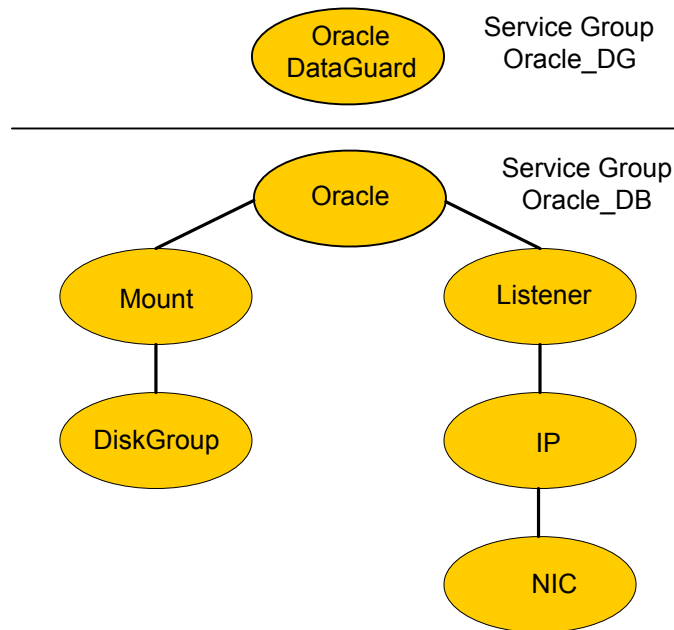 Oracle
DataGuard
Service Group
Oracle_DG
Oracle
Service Group
Oracle_DB
Mount
Listener
DiskGroup
IP
NIC